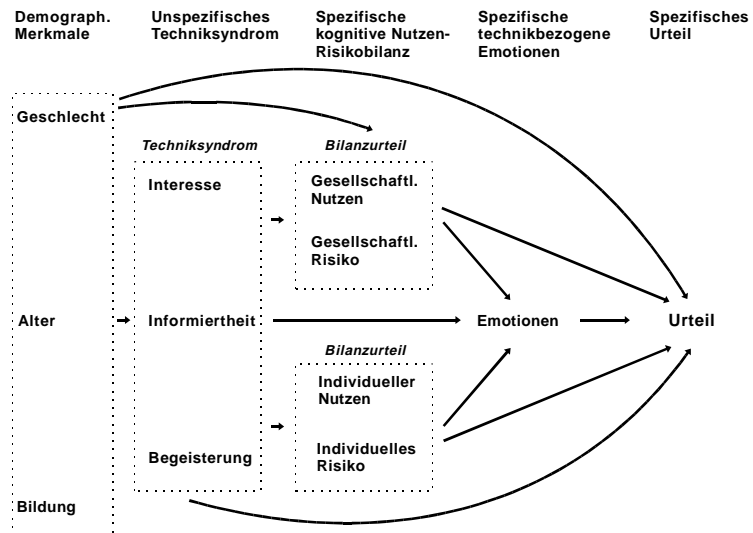 Demograph.
Merkmale
Unspezifisches
Techniksyndrom
Spezifische
kognitive Nutzen-
Risikobilanz
Spezifische
technikbezogene
Emotionen
Spezifisches
Urteil
Geschlecht
Alter
Bildung
Techniksyndrom
Interesse
Informiertheit
Begeisterung
Bilanzurteil
Gesellschaftl.
Nutzen
Gesellschaftl.
Risiko
Bilanzurteil
Individueller
Nutzen
Individuelles
Risiko
Emotionen
Urteil